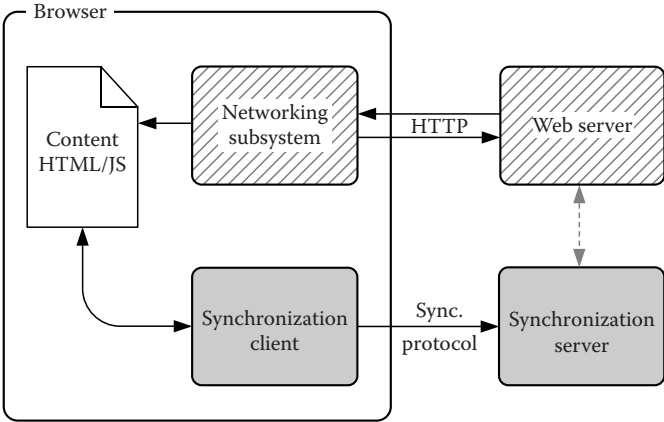 Browser
Content
HTML/JS
Networking
subsystem
HTTP
Web server
Synchronization
client
Sync.
protocol
Synchronization
server